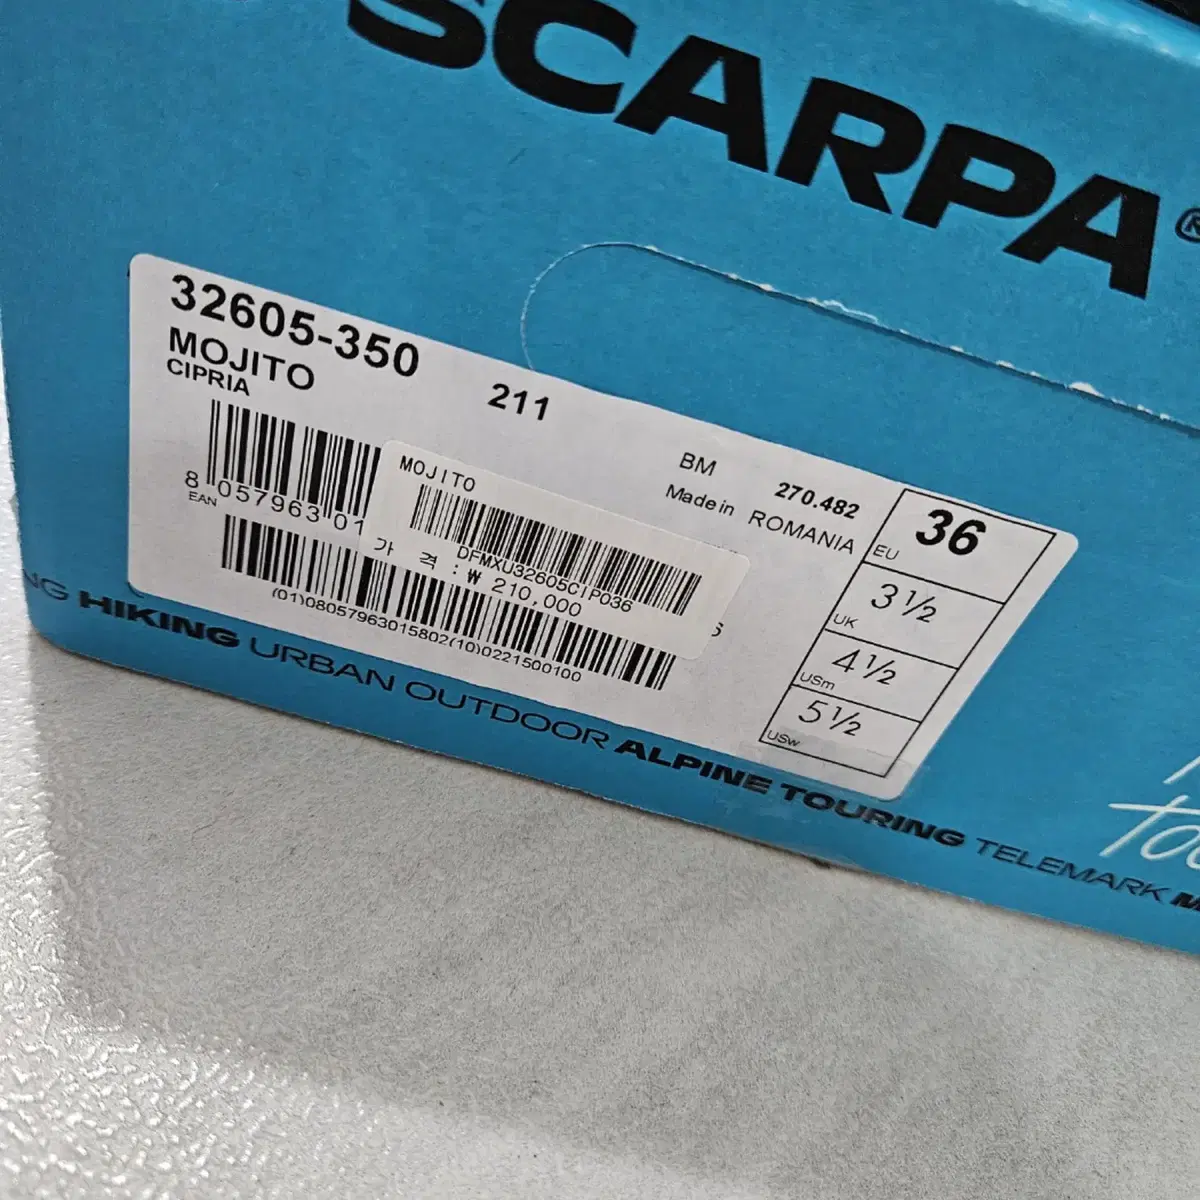 SCARPA®
32605-350
MOJITO
CIPRIA
211
BM
270.482
Made in ROMANIA
EU 36
UK 3½
USm 4½
USw 5½
8 057963 01
EAN
MOJITO
DFMXU32605CIP036
가 격 : ₩ 210,000
(01)08057963015802(10)0221500100
HIKING URBAN OUTDOOR ALPINE TOURING TELEMARK